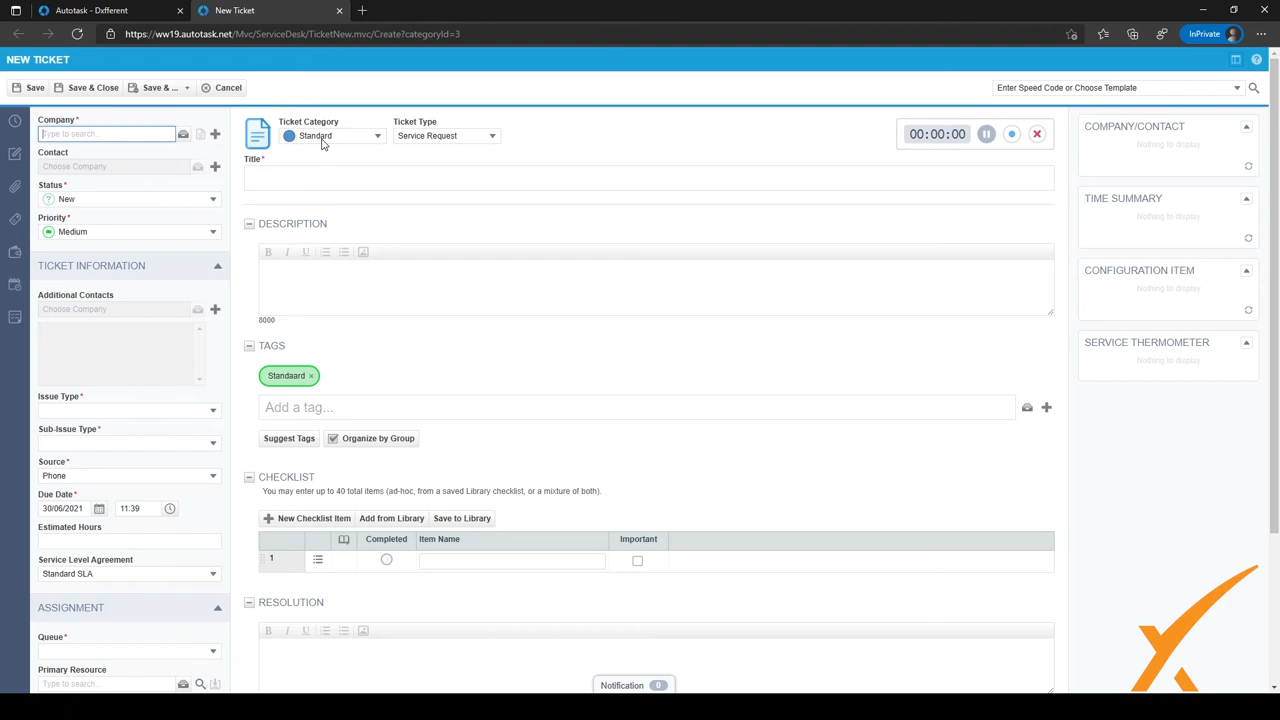 Autotask - Dxfferent
New Ticket
https://ww19.autotask.net/Mvc/ServiceDesk/TicketNew.mvc/Create?categoryId=3
InPrivate
NEW TICKET
Save
Save & Close
Save & ...
Cancel
Enter Speed Code or Choose Template
Company*
Type to search...
Contact
Choose Company
Status*
New
Priority*
Medium
TICKET INFORMATION
Additional Contacts
Choose Company
Issue Type*
Sub-Issue Type*
Source*
Phone
Due Date*
30/06/2021
11:39
Estimated Hours
Service Level Agreement
Standard SLA
ASSIGNMENT
Queue*
Primary Resource
Type to search...
Ticket Category
Standard
Ticket Type
Service Request
00:00:00
Title*
DESCRIPTION
B I U
8000
TAGS
Standaard ×
Add a tag...
Suggest Tags
Organize by Group
CHECKLIST
You may enter up to 40 total items (ad-hoc, from a saved Library checklist, or a mixture of both).
New Checklist Item
Add from Library
Save to Library
Completed
Item Name
Important
1
RESOLUTION
B I U
Notification 0
COMPANY/CONTACT
Nothing to display
TIME SUMMARY
Nothing to display
CONFIGURATION ITEM
Nothing to display
SERVICE THERMOMETER
Nothing to display